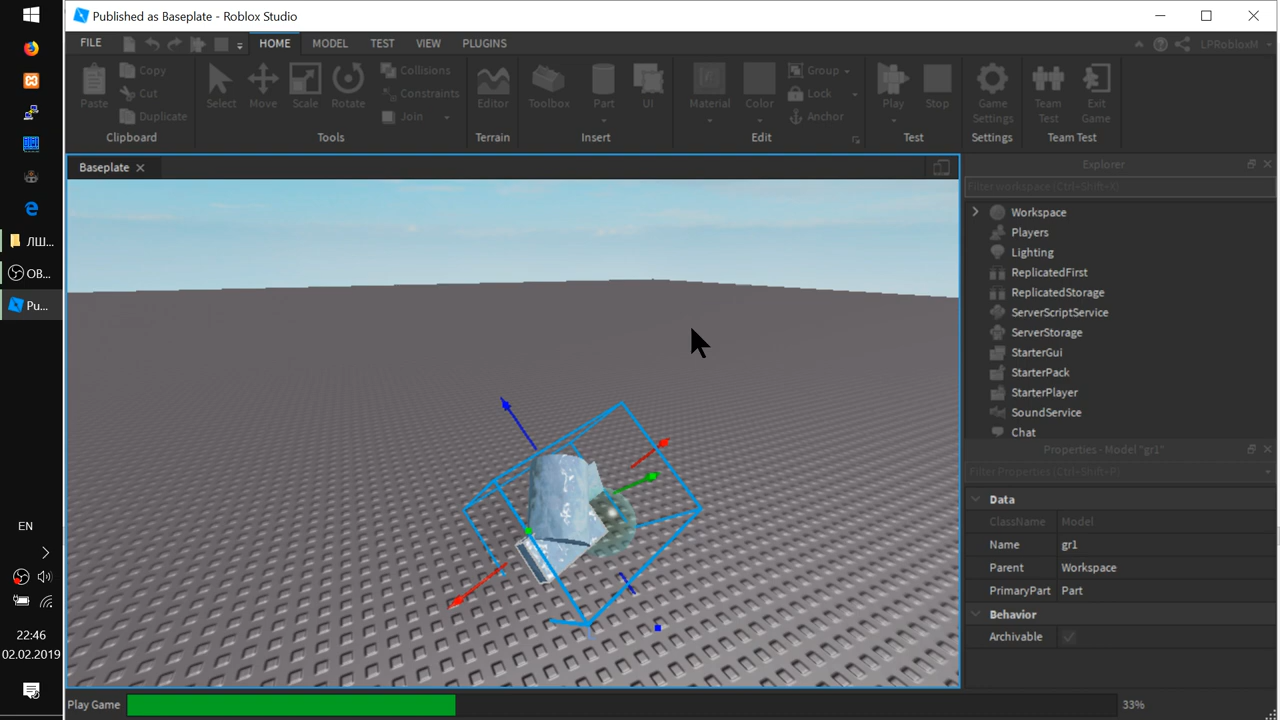 Published as Baseplate - Roblox Studio
FILE HOME MODEL TEST VIEW PLUGINS LPRobloxM
Paste Copy Cut Duplicate Clipboard
Select Move Scale Rotate Collisions Constraints Join Tools
Editor Terrain
Toolbox Part UI Insert
Material Color Group Lock Anchor Edit
Play Stop Test
Game Settings Settings
Team Test Exit Game Team Test
Baseplate
Explorer
Filter workspace (Ctrl+Shift+X)
Workspace
Players
Lighting
ReplicatedFirst
ReplicatedStorage
ServerScriptService
ServerStorage
StarterGui
StarterPack
StarterPlayer
SoundService
Chat
Properties - Model "gr1"
Filter Properties (Ctrl+Shift+P)
Data
ClassName Model
Name gr1
Parent Workspace
PrimaryPart Part
Behavior
Archivable
ЛШ...
OB...
Pu...
EN
22:46
02.02.2019
Play Game 33%